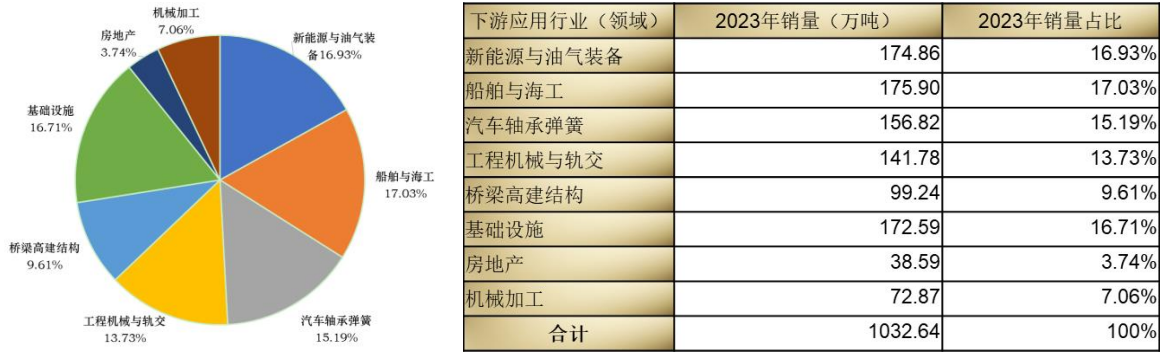 机械加工
7.06%
房地产
3.74%
新能源与油气装
备16.93%
基础设施
16.71%
船舶与海工
17.03%
桥梁高建结构
9.61%
工程机械与轨交
13.73%
汽车轴承弹簧
15.19%
下游应用行业（领域） 2023年销量（万吨） 2023年销量占比
新能源与油气装备 174.86 16.93%
船舶与海工 175.90 17.03%
汽车轴承弹簧 156.82 15.19%
工程机械与轨交 141.78 13.73%
桥梁高建结构 99.24 9.61%
基础设施 172.59 16.71%
房地产 38.59 3.74%
机械加工 72.87 7.06%
合计 1032.64 100%